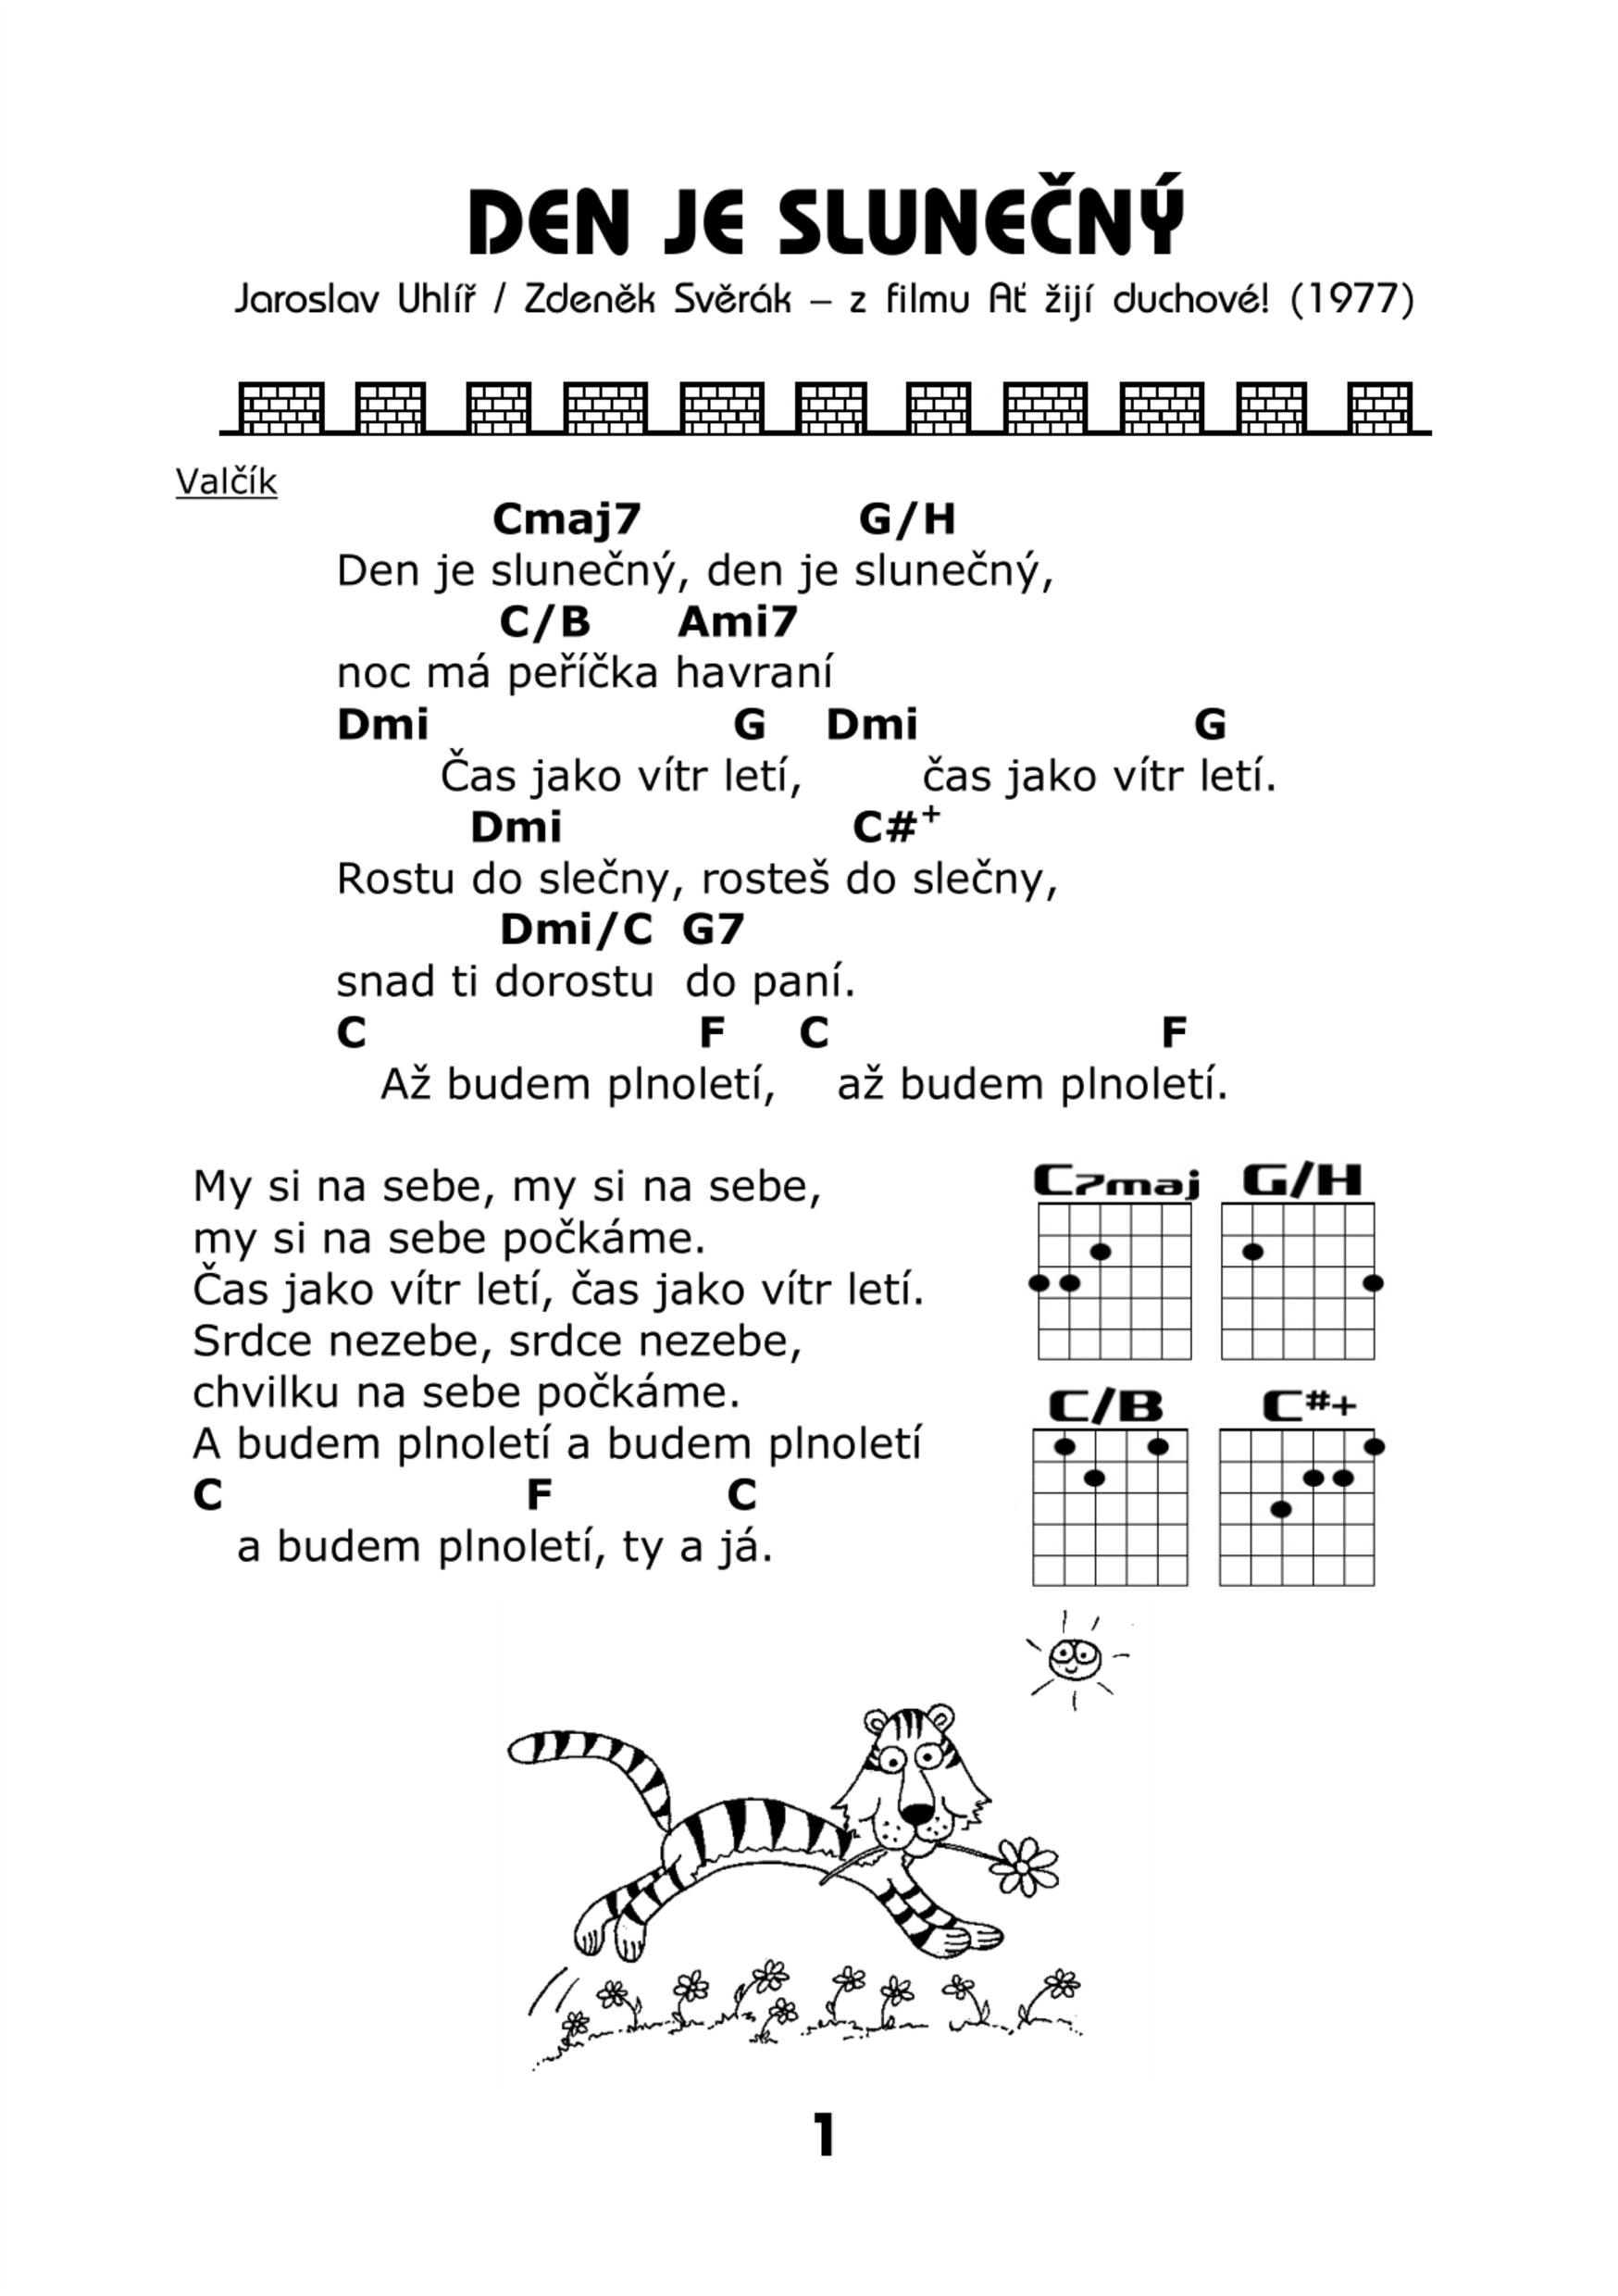 DEN JE SLUNEČNÝ
Jaroslav Uhlíř / Zdeněk Svěrák – z filmu Ať žijí duchové! (1977)
Valčík
Cmaj7 G/H
Den je slunečný, den je slunečný,
C/B Ami7
noc má peříčka havraní
Dmi G Dmi G
Čas jako vítr letí, čas jako vítr letí.
Dmi C#+
Rostu do slečny, rosteš do slečny,
Dmi/C G7
snad ti dorostu do paní.
C F C F
Až budem plnoletí, až budem plnoletí.
My si na sebe, my si na sebe,
my si na sebe počkáme.
Čas jako vítr letí, čas jako vítr letí.
Srdce nezebe, srdce nezebe,
chvilku na sebe počkáme.
A budem plnoletí a budem plnoletí
C F C
a budem plnoletí, ty a já.
C7maj G/H
C/B C#+
1